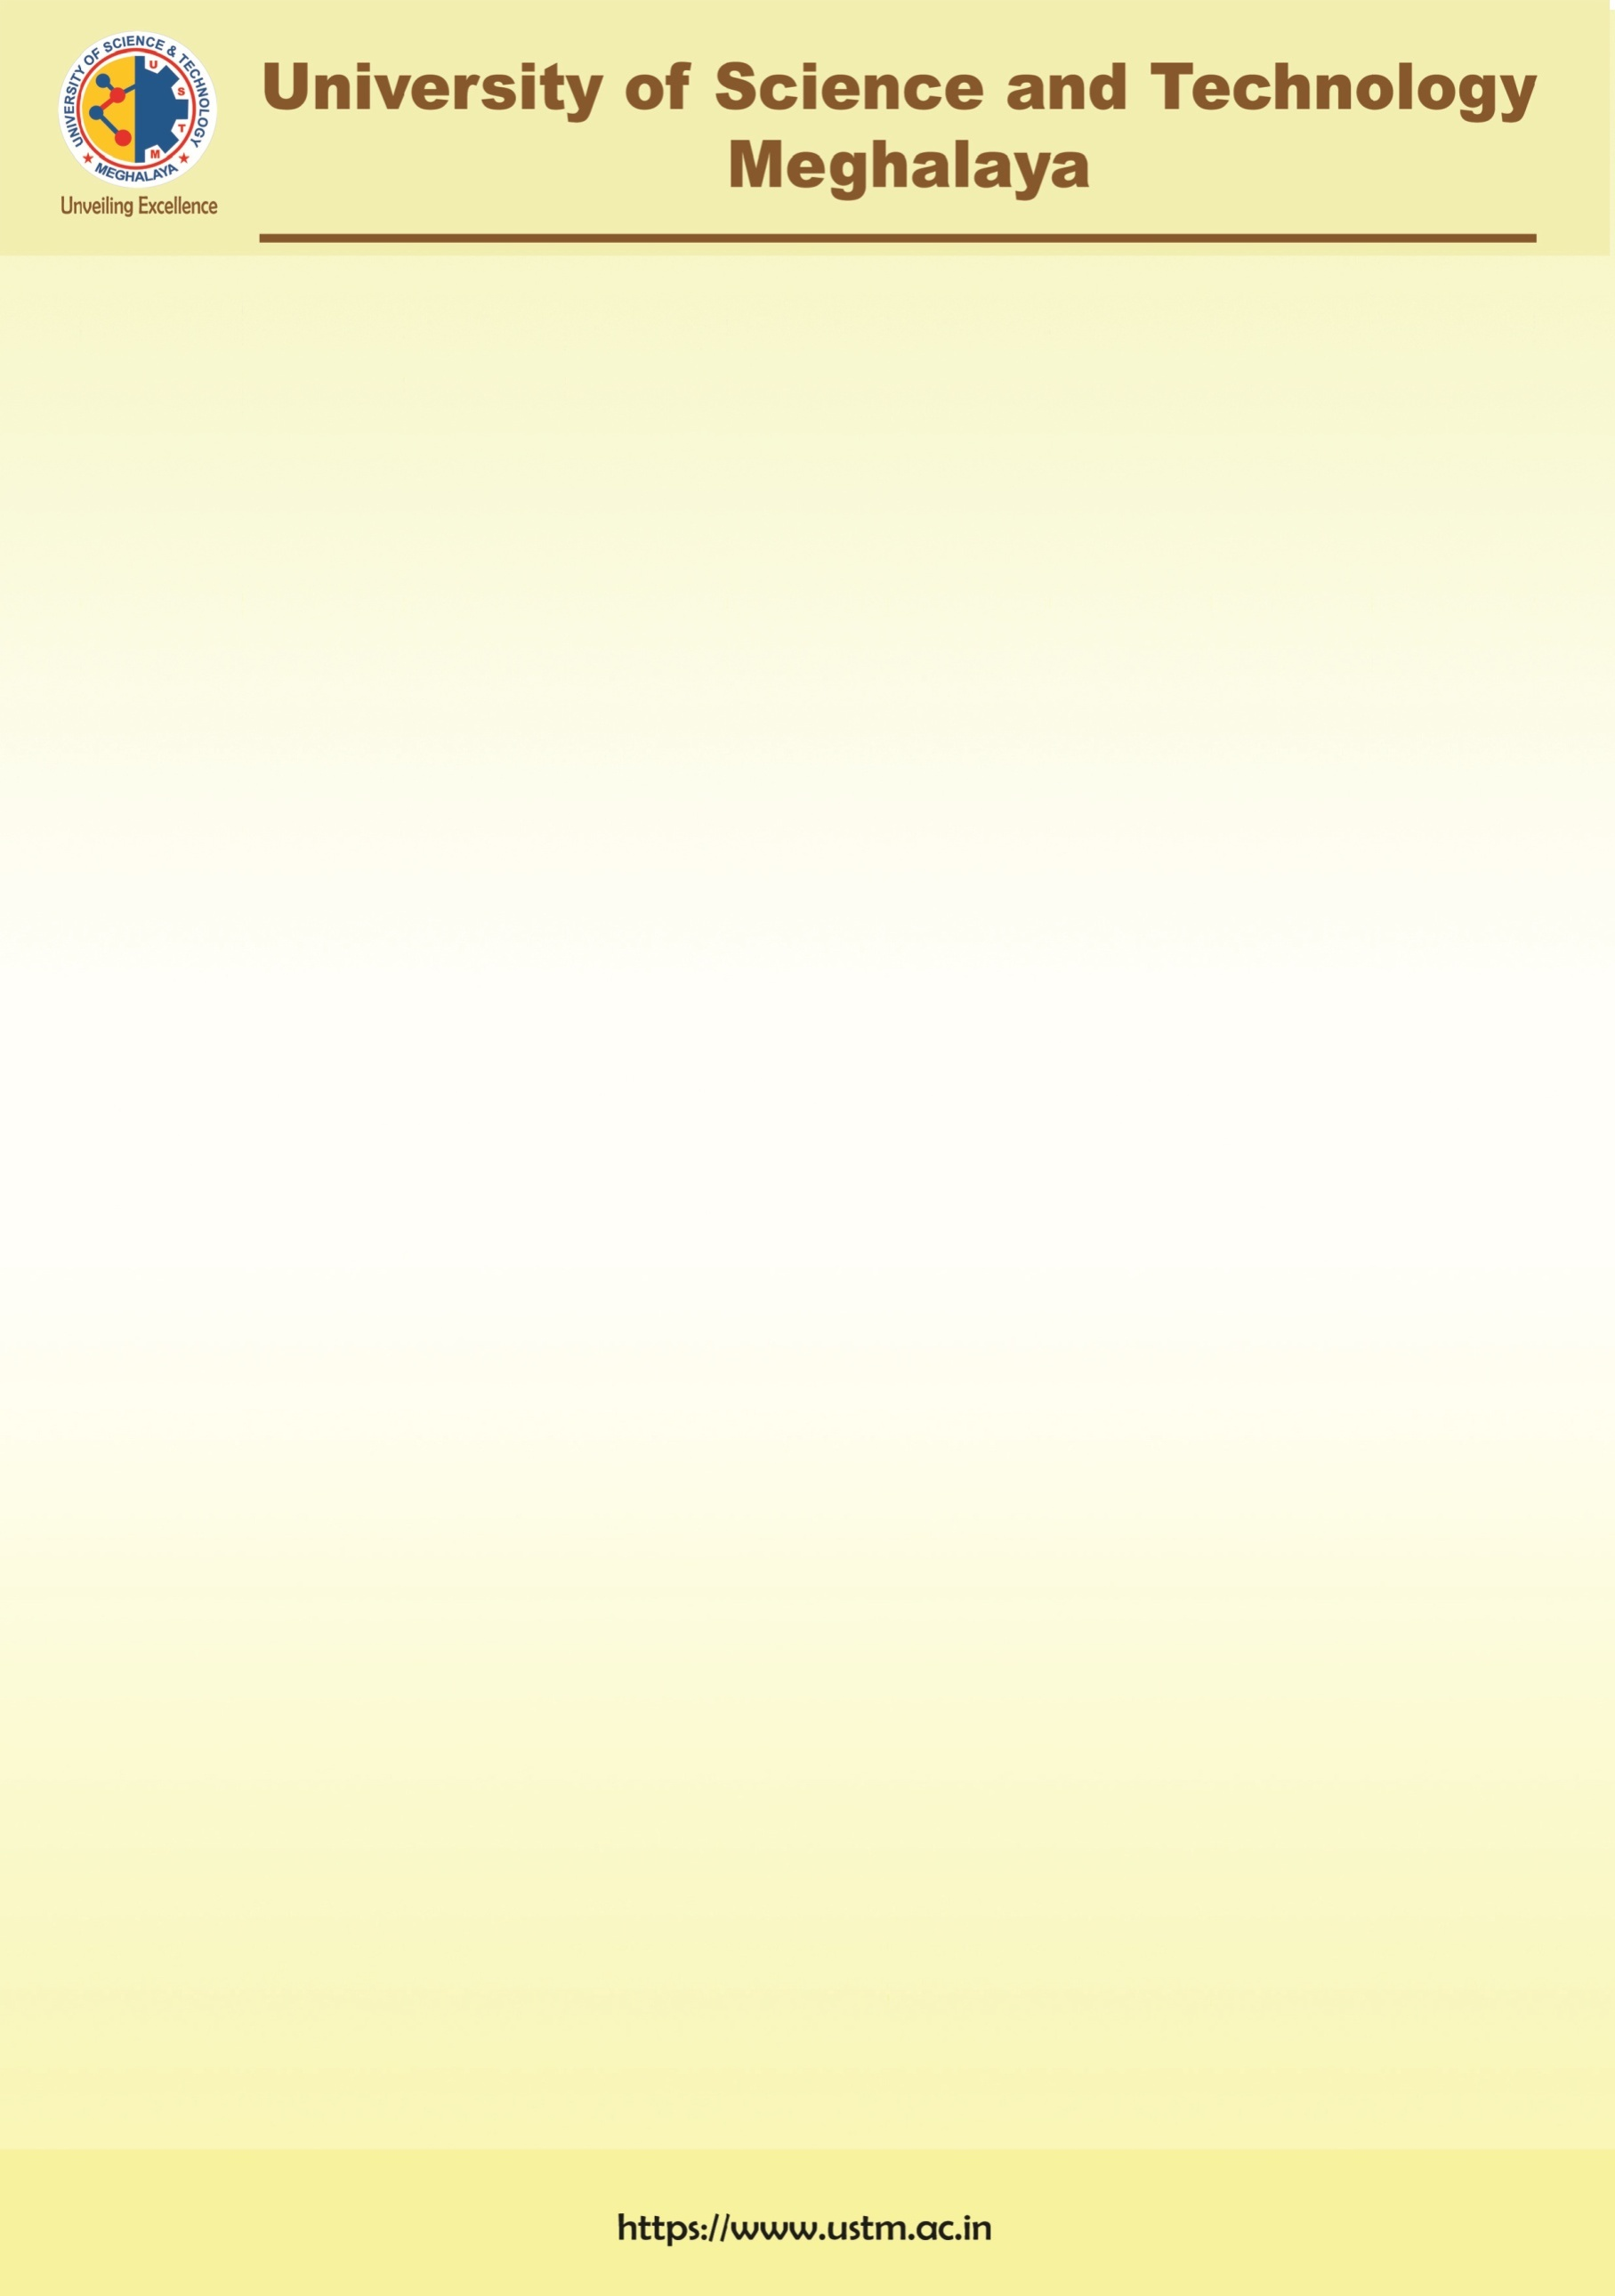 UNIVERSITY OF SCIENCE & TECHNOLOGY
U
S
T
M
★ MEGHALAYA ★
Unveiling Excellence
University of Science and Technology
Meghalaya
https://www.ustm.ac.in